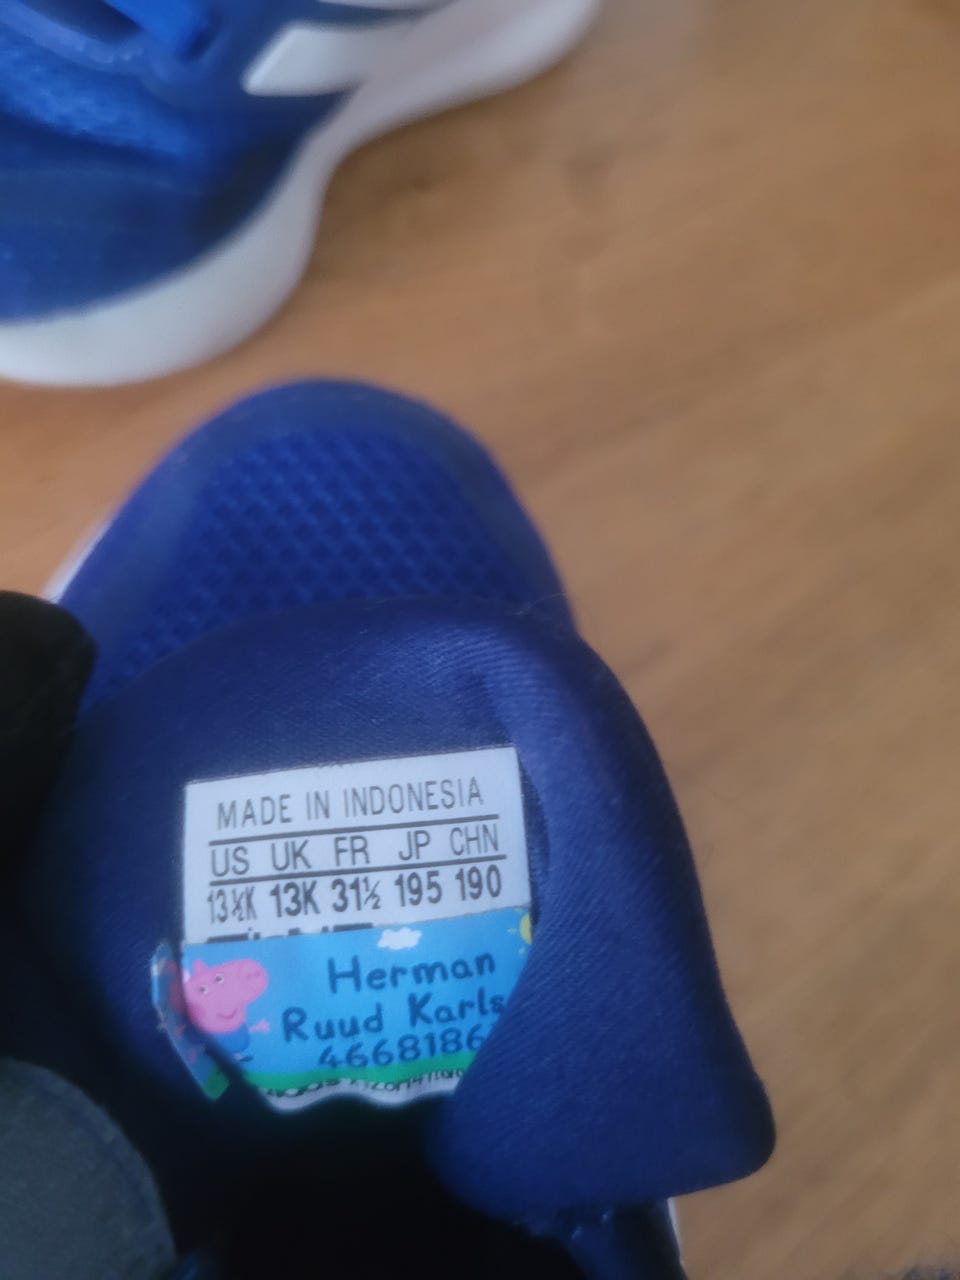 MADE IN INDONESIA
US UK FR JP CHN
13½K 13K 31½ 195 190
Herman
Ruud Karls
4668186